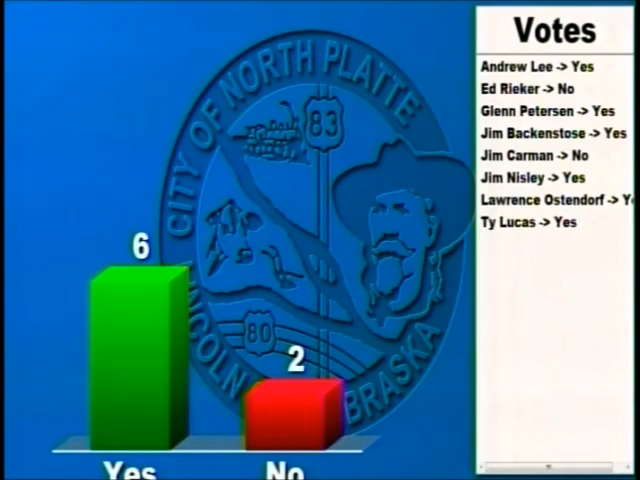 Votes
Andrew Lee -> Yes
Ed Rieker -> No
Glenn Petersen -> Yes
Jim Backenstose -> Yes
Jim Carman -> No
Jim Nisley -> Yes
Lawrence Ostendorf -> Y
Ty Lucas -> Yes
CITY OF NORTH PLATTE
83
80
6
2
Yes
No